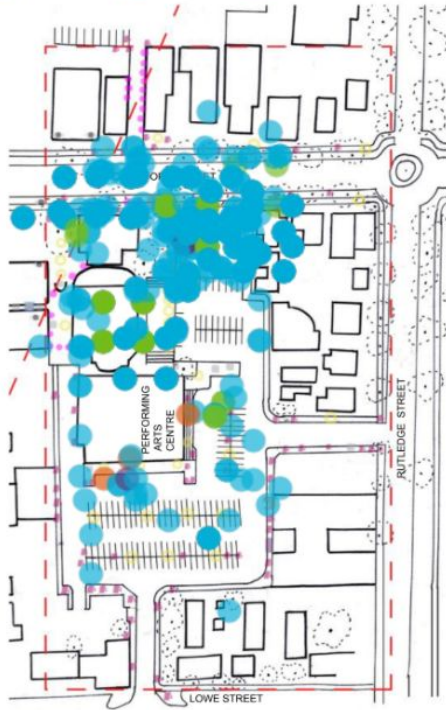 PERFORMING
ARTS
CENTRE
RUTLEDGE STREET
LOWE STREET